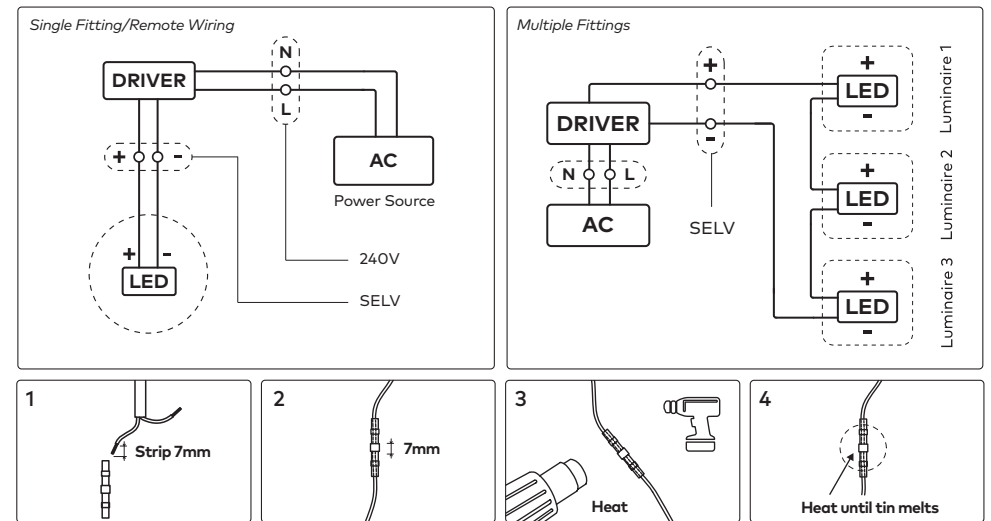 Single Fitting/Remote Wiring
DRIVER
N
L
+ -
AC
Power Source
+ -
LED
240V
SELV
Multiple Fittings
DRIVER
+
-
N L
AC
SELV
+
LED
-
Luminaire 1
+
LED
-
Luminaire 2
+
LED
-
Luminaire 3
1
Strip 7mm
2
7mm
3
Heat
4
Heat until tin melts